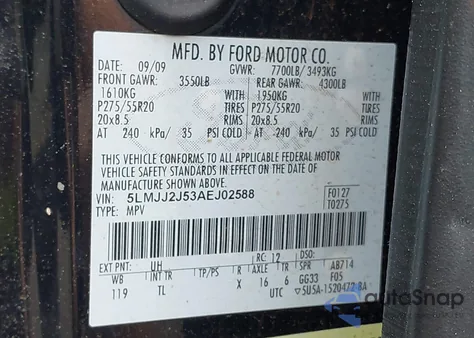 MFD. BY FORD MOTOR CO.
DATE: 09/09 GVWR: 7700LB/ 3493KG
FRONT GAWR: 3550LB REAR GAWR: 4300LB
1610KG WITH 1950KG WITH
P275/55R20 TIRES P275/55R20 TIRES
20x8.5 RIMS 20x8.5 RIMS
AT 240 kPa/ 35 PSI COLD AT 240 kPa/ 35 PSI COLD
THIS VEHICLE CONFORMS TO ALL APPLICABLE FEDERAL MOTOR
VEHICLE SAFETY STANDARDS IN EFFECT ON THE DATE OF
MANUFACTURE SHOWN ABOVE.
VIN: 5LMJJ2J53AEJ02588 F0127
TYPE: MPV T0275
EXT PNT: UH RC: 12 DSO:
WB INT TR TP/PS R AXLE TR SPR AB714
119 TL X 16 6 GG33 F05
UTC 5U5A-1520472-BA
autoSnap